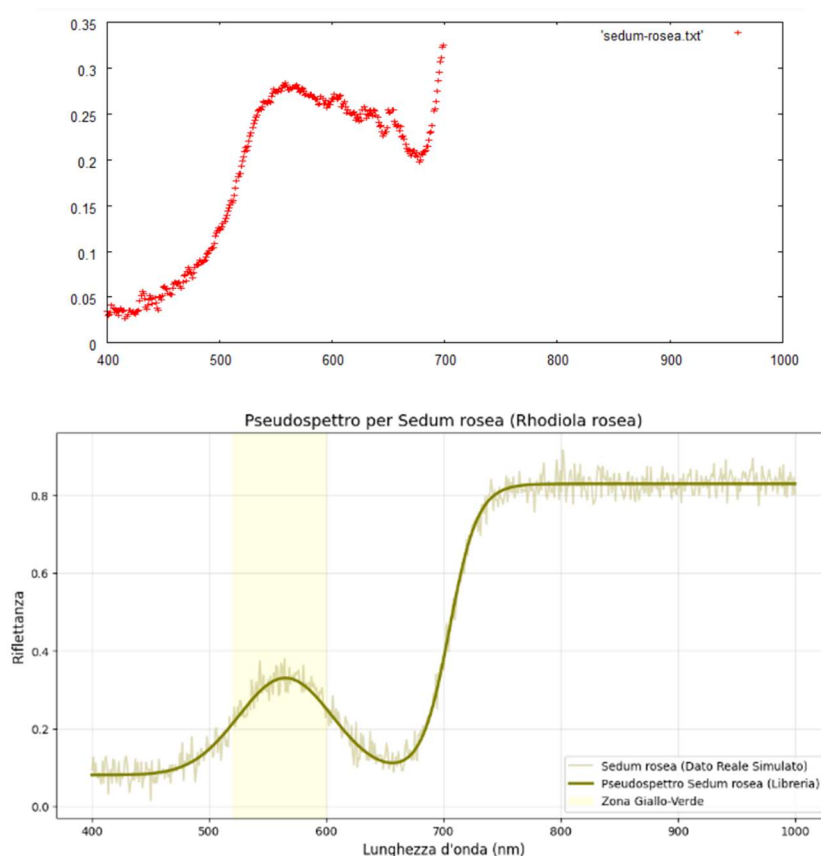 0.35
'sedum-rosea.txt'
0.3
0.25
0.2
0.15
0.1
0.05
0
400 500 600 700 800 900 1000
Pseudospettro per Sedum rosea (Rhodiola rosea)
0.8
0.6
0.4
0.2
0.0
Riflettanza
Sedum rosea (Dato Reale Simulato)
Pseudospettro Sedum rosea (Libreria)
Zona Giallo-Verde
400 500 600 700 800 900 1000
Lunghezza d'onda (nm)